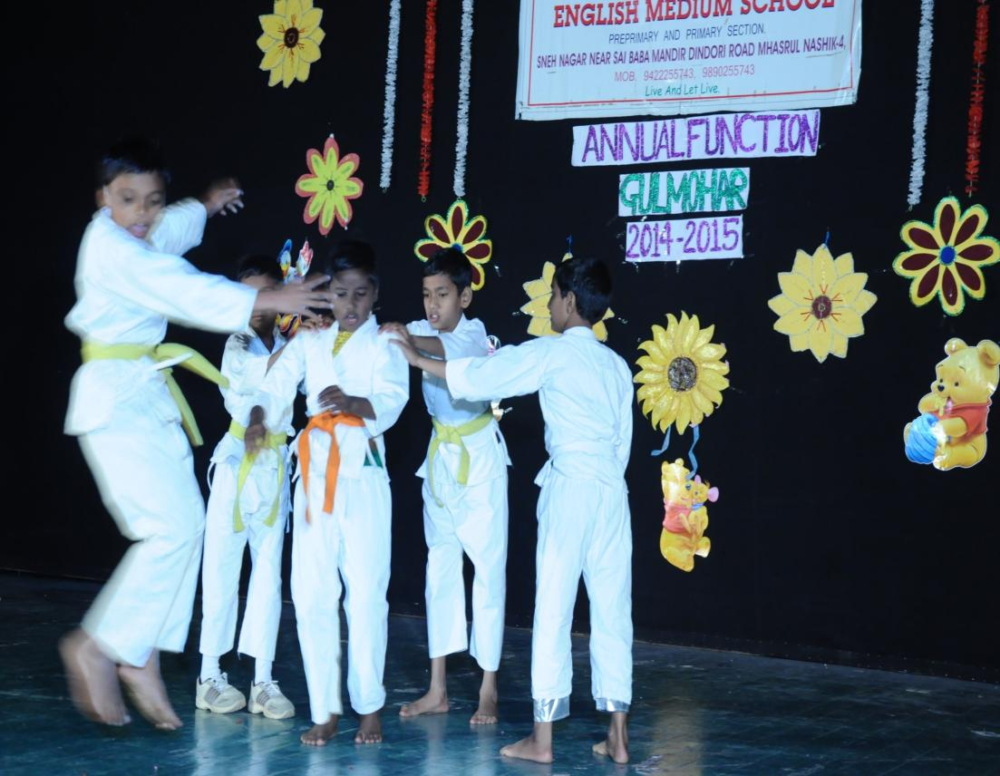 ENGLISH MEDIUM SCHOOL
PREPRIMARY AND PRIMARY SECTION.
SNEH NAGAR NEAR SAI BABA MANDIR DINDORI ROAD MHASRUL NASHIK-4,
MOB. 9422255743, 9890255743
Live And Let Live.
ANNUAL FUNCTION
GULMOHAR
2014-2015